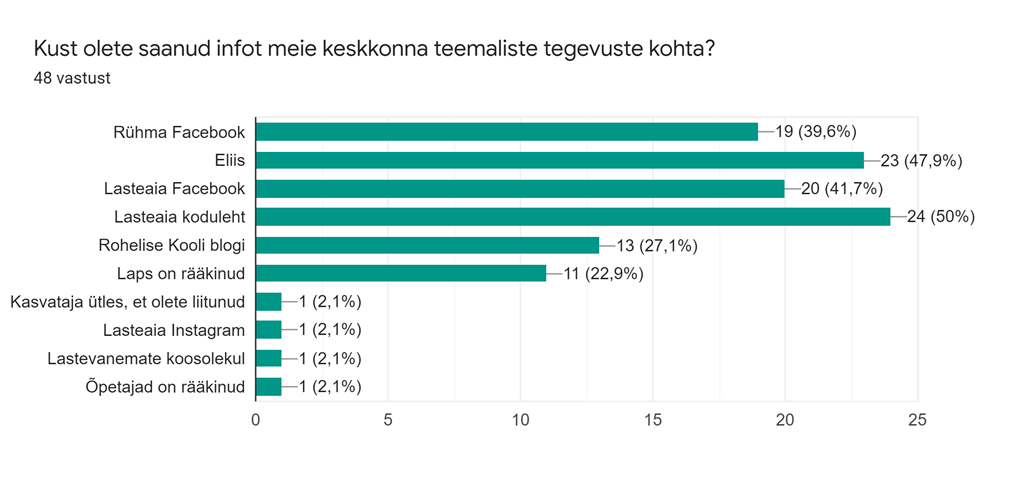 Kust olete saanud infot meie keskkonna teemaliste tegevuste kohta?
48 vastust
Rühma Facebook 19 (39,6%)
Eliis 23 (47,9%)
Lasteaia Facebook 20 (41,7%)
Lasteaia koduleht 24 (50%)
Rohelise Kooli blogi 13 (27,1%)
Laps on rääkinud 11 (22,9%)
Kasvataja ütles, et olete liitunud 1 (2,1%)
Lasteaia Instagram 1 (2,1%)
Lastevanemate koosolekul 1 (2,1%)
Õpetajad on rääkinud 1 (2,1%)
0 5 10 15 20 25